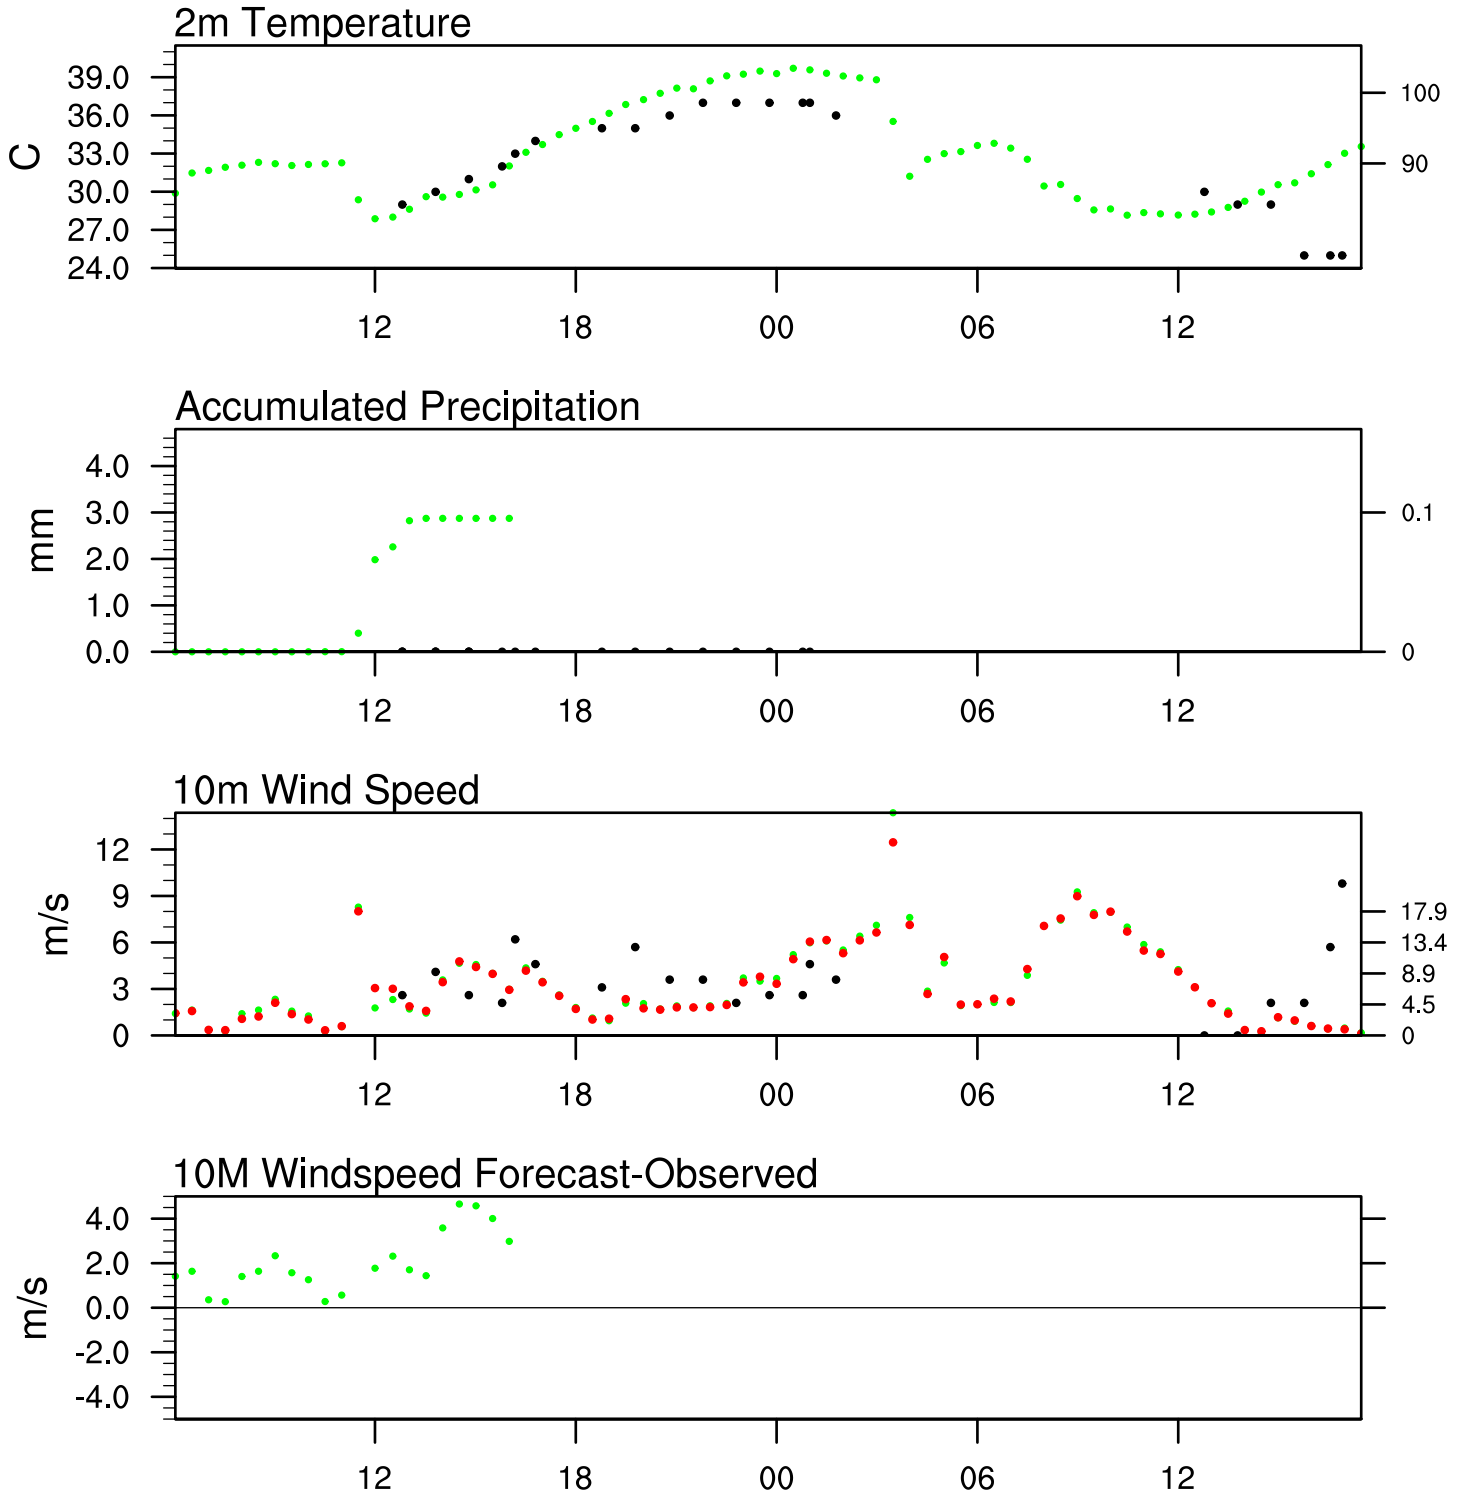 2m Temperature
39.0
36.0
33.0
30.0
27.0
24.0
C
100
90
12 18 00 06 12
Accumulated Precipitation
4.0
3.0
2.0
1.0
0.0
mm
0.1
0
12 18 00 06 12
10m Wind Speed
12
9
6
3
0
m/s
17.9
13.4
8.9
4.5
0
12 18 00 06 12
10M Windspeed Forecast-Observed
4.0
2.0
0.0
-2.0
-4.0
m/s
12 18 00 06 12